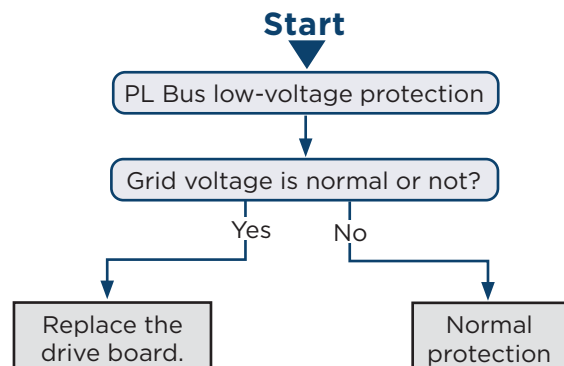 Start
PL Bus low-voltage protection
Grid voltage is normal or not?
Yes
No
Replace the
drive board.
Normal
protection